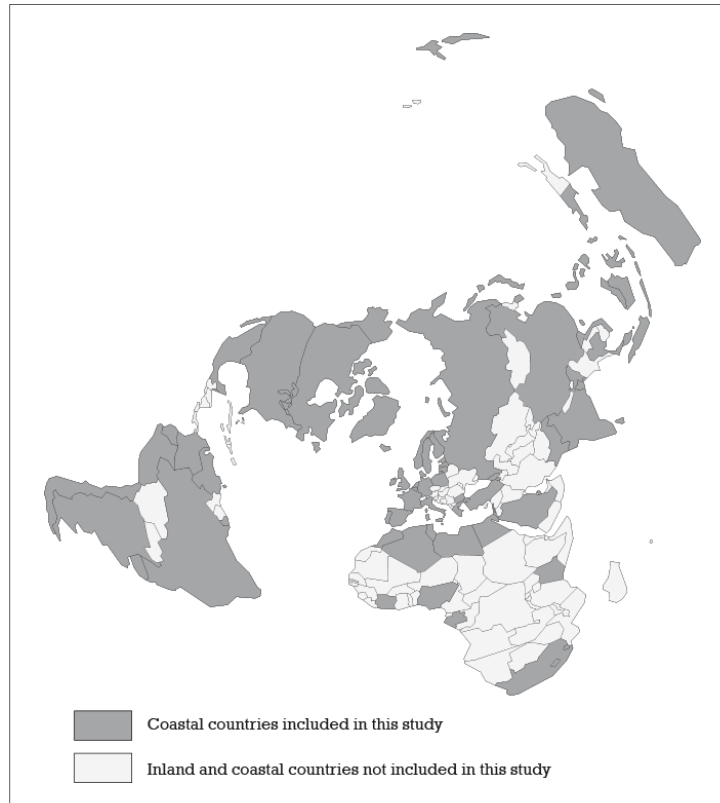 Coastal countries included in this study
Inland and coastal countries not included in this study